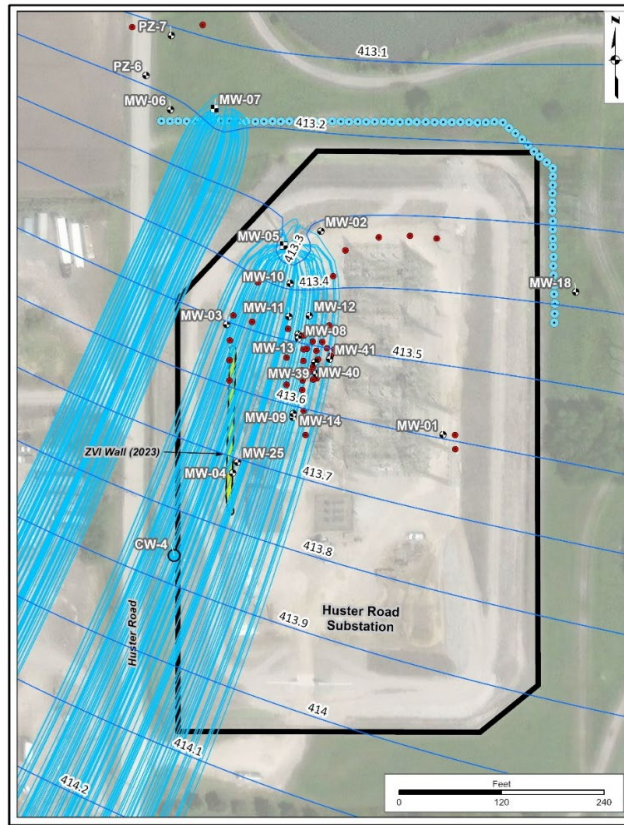 PZ-7
413.1
N
PZ-6
MW-06
MW-07
413.2
MW-02
MW-05
413.3
MW-10
413.4
MW-18
MW-03
MW-11
MW-12
MW-08
413.5
MW-13
MW-41
MW-39
MW-40
413.6
MW-09
MW-14
MW-01
ZVI Wall (2023)
MW-25
MW-04
413.7
CW-4
413.8
413.9
Huster Road
Substation
Huster Road
414
414.1
414.2
Feet
0 120 240